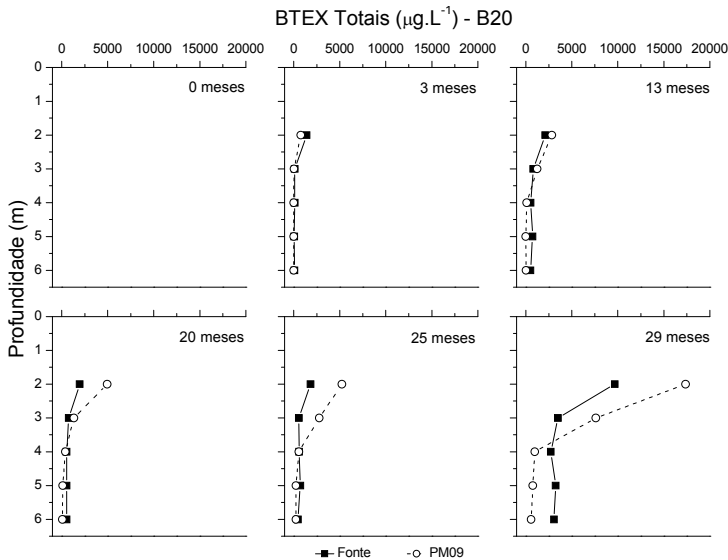 BTEX Totais (μg.L⁻¹) - B20
0 5000 10000 15000 20000
0 5000 10000 15000 20000
0 5000 10000 15000 20000
0
1
2
3
4
5
6
0 meses
3 meses
13 meses
Profundidade (m)
0
1
2
3
4
5
6
20 meses
25 meses
29 meses
Fonte
PM09